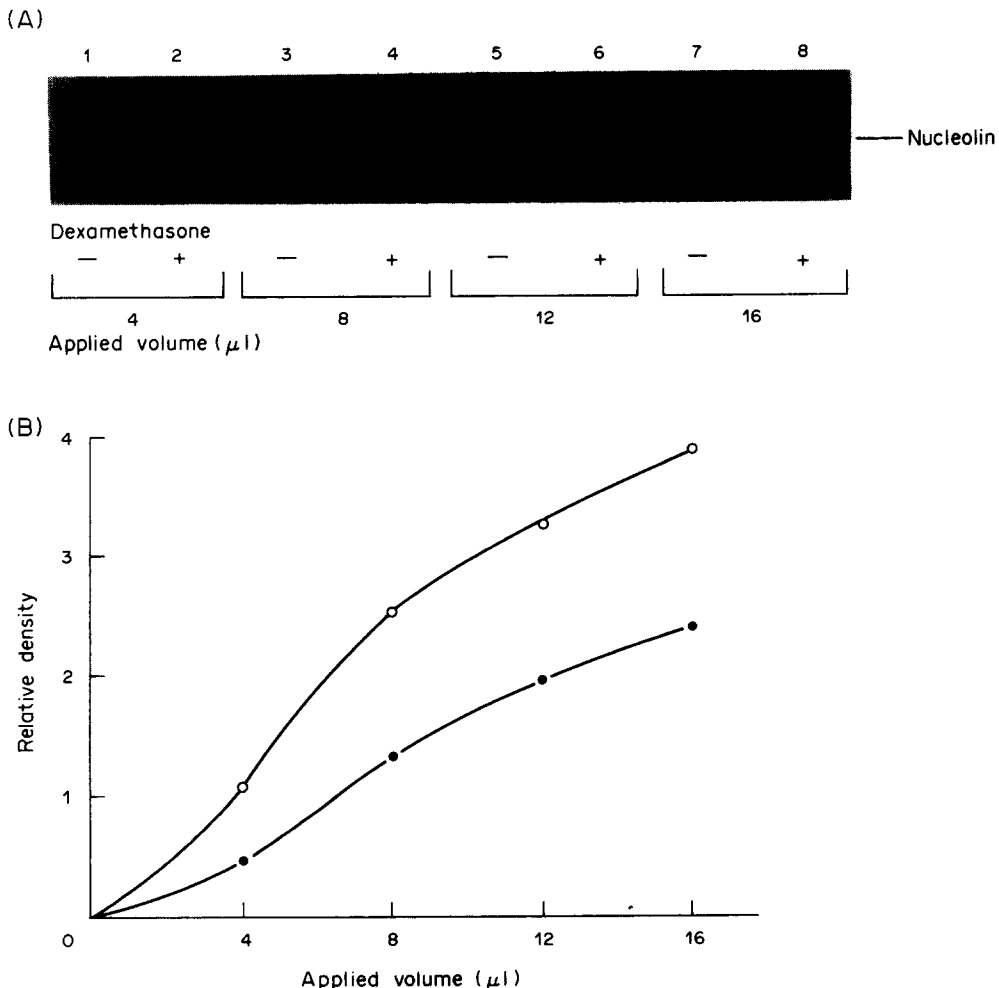 (A)
1 2 3 4 5 6 7 8
Nucleolin
Dexamethasone
— + — + — + — +
4 8 12 16
Applied volume (μl)
(B)
4
3
2
1
Relative density
0 4 8 12 16
Applied volume (μl)